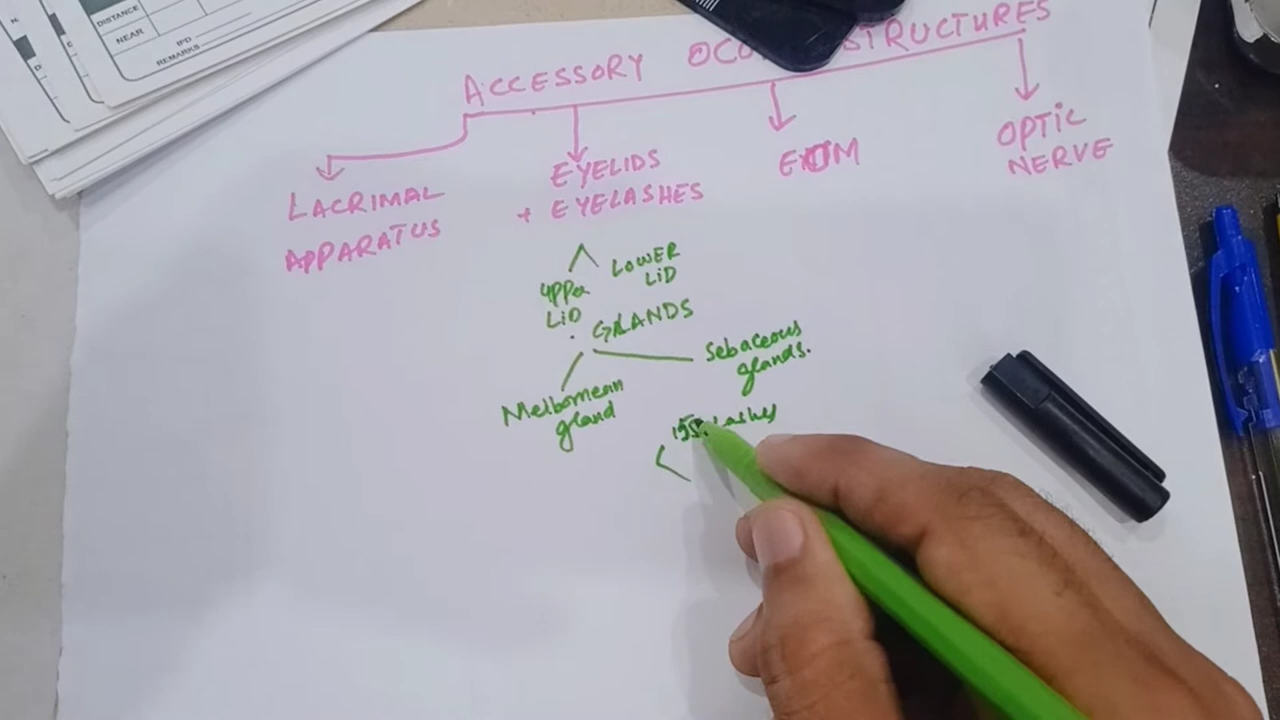 DISTANCE
NEAR
IPD
REMARKS
ACCESSORY STRUCTURES
LACRIMAL
APPARATUS
EYELIDS
+ EYELASHES
EOM
OPTIC
NERVE
UPPER
LID
LOWER
LID
GLANDS
Meibomean
gland
Sebaceous
glands.
lashes